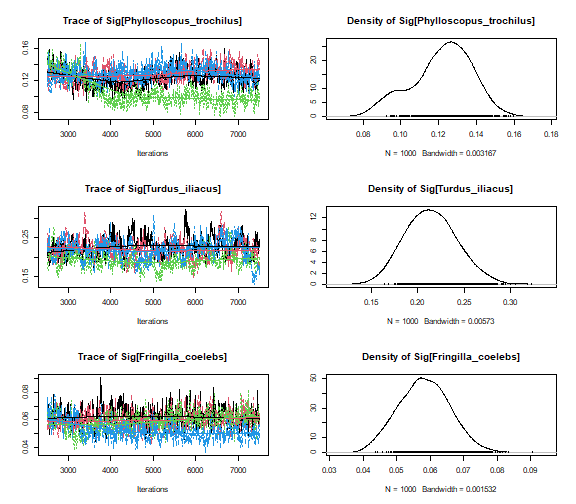 Trace of Sig[Phylloscopus_trochilus]
0.08 0.12 0.16
3000 4000 5000 6000 7000
Iterations
Density of Sig[Phylloscopus_trochilus]
0 5 10 20
0.08 0.10 0.12 0.14 0.16 0.18
N = 1000 Bandwidth = 0.003167
Trace of Sig[Turdus_iliacus]
0.15 0.25
3000 4000 5000 6000 7000
Iterations
Density of Sig[Turdus_iliacus]
0 2 4 6 8 12
0.15 0.20 0.25 0.30
N = 1000 Bandwidth = 0.00573
Trace of Sig[Fringilla_coelebs]
0.04 0.06 0.08
3000 4000 5000 6000 7000
Iterations
Density of Sig[Fringilla_coelebs]
0 10 30 50
0.03 0.04 0.05 0.06 0.07 0.08 0.09
N = 1000 Bandwidth = 0.001532